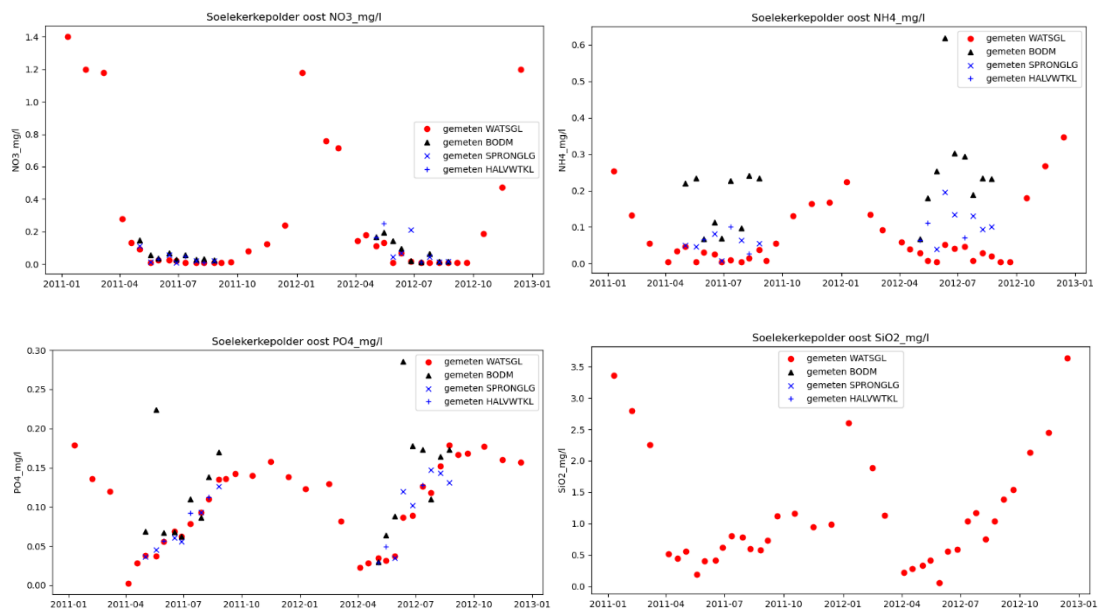 Soelekerkepolder oost NO3_mg/l
NO3_mg/l
1.4
1.2
1.0
0.8
0.6
0.4
0.2
0.0
gemeten WATSGL
gemeten BODM
gemeten SPRONGLG
gemeten HALVWTKL
2011-01 2011-04 2011-07 2011-10 2012-01 2012-04 2012-07 2012-10 2013-01
Soelekerkepolder oost NH4_mg/l
NH4_mg/l
0.6
0.5
0.4
0.3
0.2
0.1
0.0
gemeten WATSGL
gemeten BODM
gemeten SPRONGLG
gemeten HALVWTKL
2011-01 2011-04 2011-07 2011-10 2012-01 2012-04 2012-07 2012-10 2013-01
Soelekerkepolder oost PO4_mg/l
PO4_mg/l
0.30
0.25
0.20
0.15
0.10
0.05
0.00
gemeten WATSGL
gemeten BODM
gemeten SPRONGLG
gemeten HALVWTKL
2011-01 2011-04 2011-07 2011-10 2012-01 2012-04 2012-07 2012-10 2013-01
Soelekerkepolder oost SiO2_mg/l
SiO2_mg/l
3.5
3.0
2.5
2.0
1.5
1.0
0.5
0.0
gemeten WATSGL
gemeten BODM
gemeten SPRONGLG
gemeten HALVWTKL
2011-01 2011-04 2011-07 2011-10 2012-01 2012-04 2012-07 2012-10 2013-01